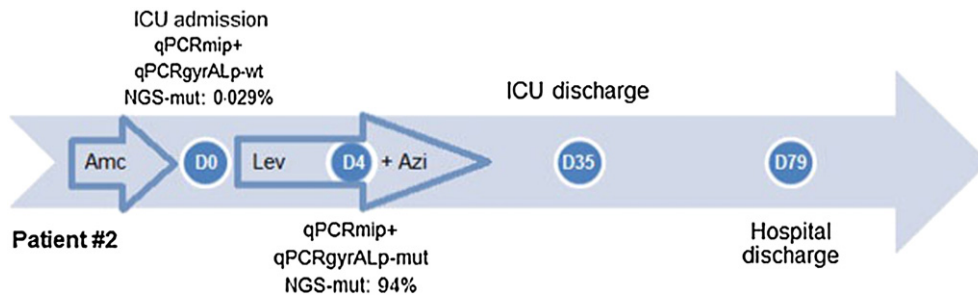 ICU admission
qPCRmip+
qPCRgyrALp-wt
NGS-mut: 0·029%
ICU discharge
Amc
D0
Lev
D4
+ Azi
D35
D79
Patient #2
qPCRmip+
qPCRgyrALp-mut
NGS-mut: 94%
Hospital
discharge